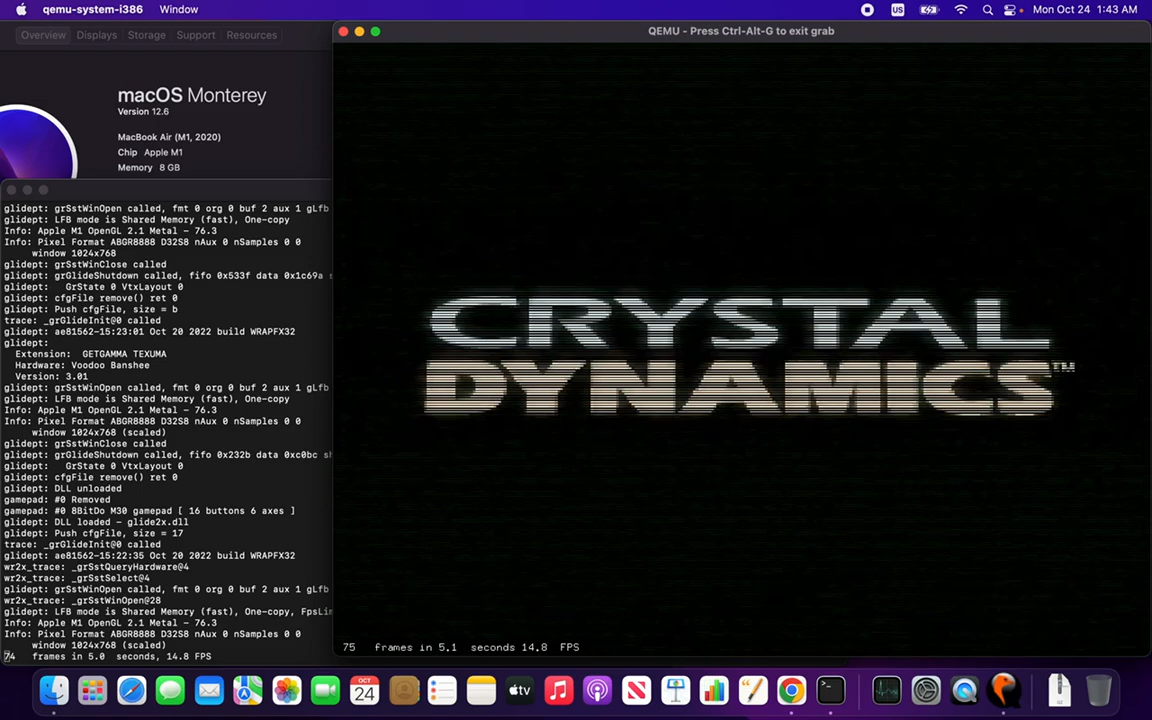 qemu-system-i386 Window US Mon Oct 24 1:43 AM
Overview Displays Storage Support Resources
QEMU - Press Ctrl-Alt-G to exit grab
macOS Monterey
Version 12.6
MacBook Air (M1, 2020)
Chip Apple M1
Memory 8 GB
glidept: grSstWinOpen called, fmt 0 org 0 buf 2 aux 1 gLfb
glidept: LFB mode is Shared Memory (fast), One-copy
Info: Apple M1 OpenGL 2.1 Metal - 76.3
Info: Pixel Format ABGR8888 D32S8 nAux 0 nSamples 0 0
window 1024x768
glidept: grSstWinClose called
glidept: grGlideShutdown called, fifo 0x533f data 0x1c69a
glidept: GrState 0 VtxLayout 0
glidept: cfgFile remove() ret 0
glidept: Push cfgFile, size = b
trace: _grGlideInit@0 called
glidept: ae81562-15:23:01 Oct 20 2022 build WRAPFX32
glidept:
Extension: GETGAMMA TEXUMA
Hardware: Voodoo Banshee
Version: 3.01
glidept: grSstWinOpen called, fmt 0 org 0 buf 2 aux 1 gLfb
glidept: LFB mode is Shared Memory (fast), One-copy
Info: Apple M1 OpenGL 2.1 Metal - 76.3
Info: Pixel Format ABGR8888 D32S8 nAux 0 nSamples 0 0
window 1024x768 (scaled)
glidept: grSstWinClose called
glidept: grGlideShutdown called, fifo 0x232b data 0xc0bc sh
glidept: GrState 0 VtxLayout 0
glidept: cfgFile remove() ret 0
glidept: DLL unloaded
gamepad: #0 Removed
gamepad: #0 8BitDo M30 gamepad [ 16 buttons 6 axes ]
glidept: DLL loaded - glide2x.dll
glidept: Push cfgFile, size = 17
trace: _grGlideInit@0 called
glidept: ae81562-15:22:35 Oct 20 2022 build WRAPFX32
wr2x_trace: _grSstQueryHardware@4
wr2x_trace: _grSstSelect@4
glidept: grSstWinOpen called, fmt 0 org 0 buf 2 aux 1 gLfb
wr2x_trace: _grSstWinOpen@28
glidept: LFB mode is Shared Memory (fast), One-copy, FpsLim
Info: Apple M1 OpenGL 2.1 Metal - 76.3
Info: Pixel Format ABGR8888 D32S8 nAux 0 nSamples 0 0
window 1024x768 (scaled)
74 frames in 5.0 seconds, 14.8 FPS
CRYSTAL
DYNAMICS™
75 frames in 5.1 seconds 14.8 FPS
OCT
24
tv